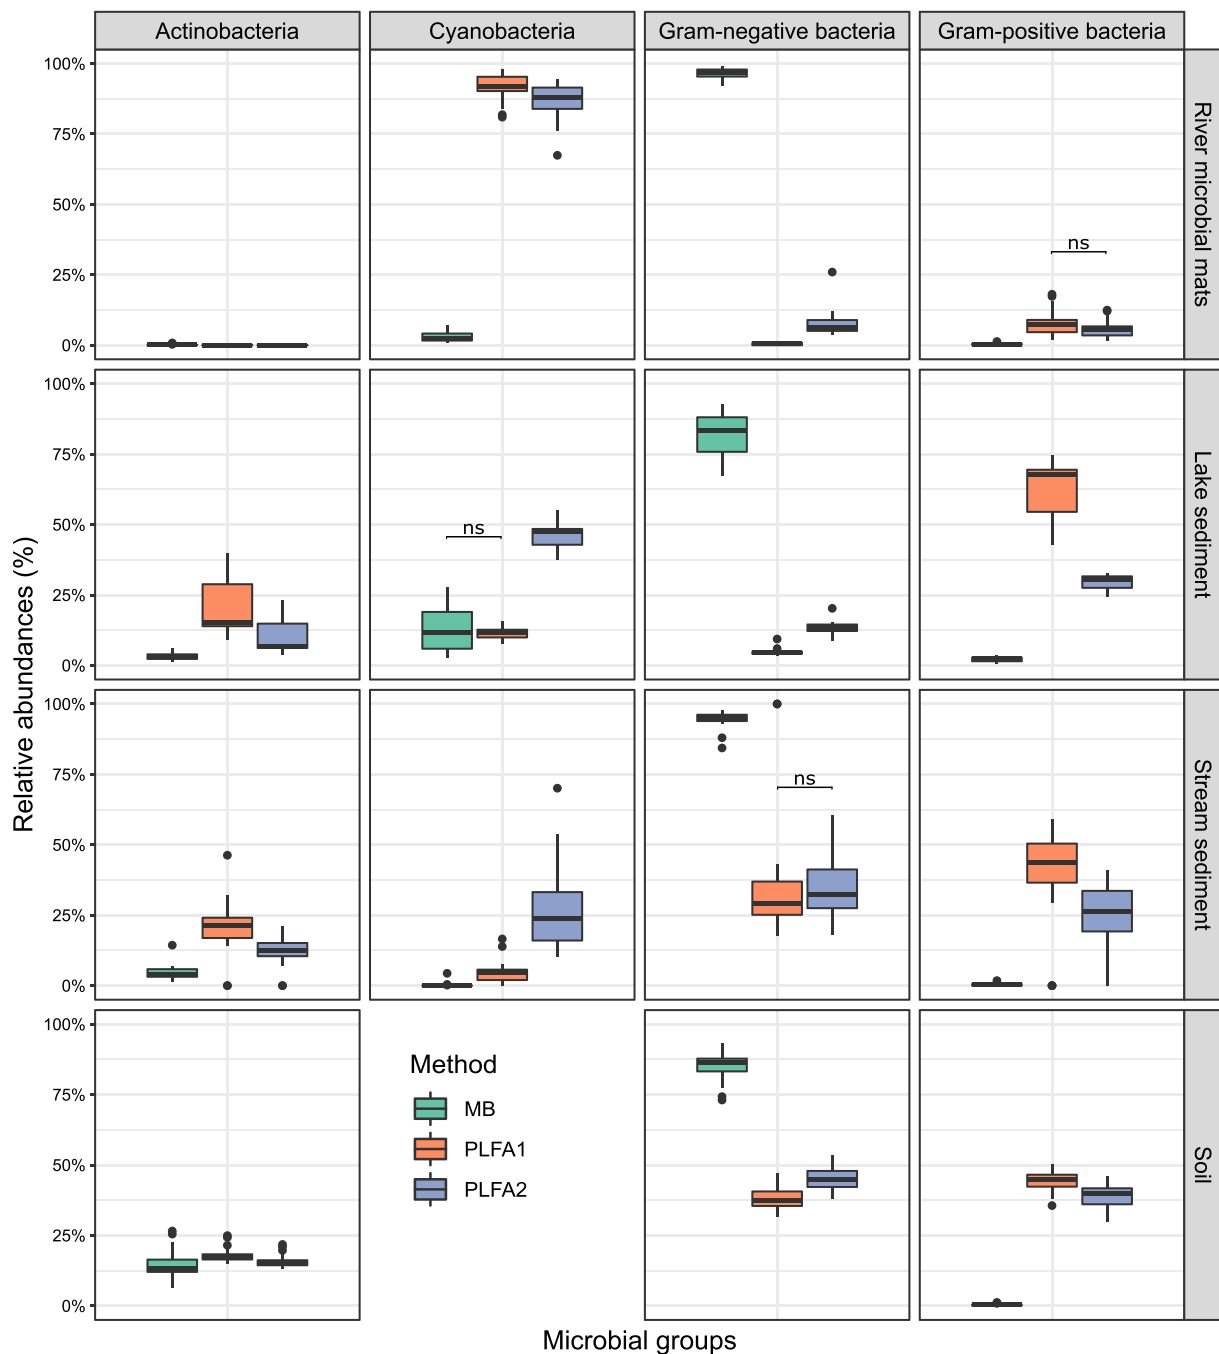 Actinobacteria
Cyanobacteria
Gram-negative bacteria
Gram-positive bacteria
100%
75%
50%
25%
0%
ns
River microbial mats
100%
75%
50%
25%
0%
ns
Lake sediment
100%
75%
50%
25%
0%
ns
Stream sediment
100%
75%
50%
25%
0%
Soil
Relative abundances (%)
Method
MB
PLFA1
PLFA2
Microbial groups